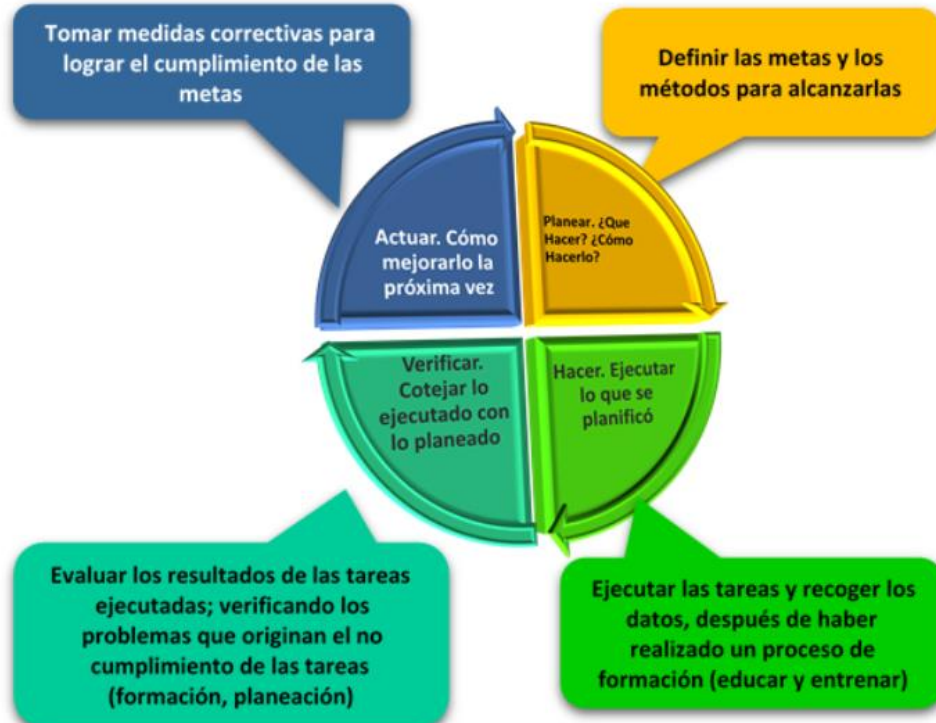 Tomar medidas correctivas para
lograr el cumplimiento de las
metas
Definir las metas y los
métodos para alcanzarlas
Actuar. Cómo
mejorarlo la
próxima vez
Planear. ¿Que
Hacer? ¿Cómo
Hacerlo?
Verificar.
Cotejar lo
ejecutado con
lo planeado
Hacer. Ejecutar
lo que se
planificó
Evaluar los resultados de las tareas
ejecutadas; verificando los
problemas que originan el no
cumplimiento de las tareas
(formación, planeación)
Ejecutar las tareas y recoger los
datos, después de haber
realizado un proceso de
formación (educar y entrenar)